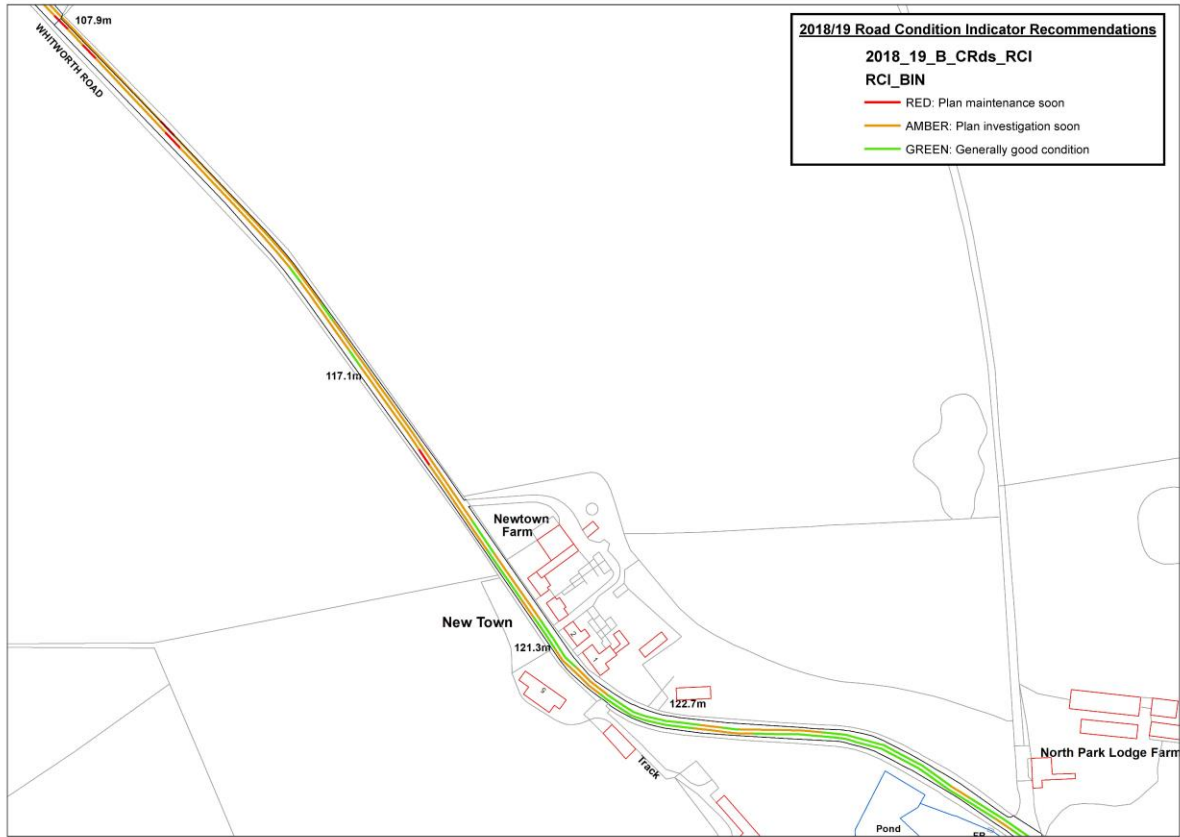 107.9m
WHITWORTH ROAD
2018/19 Road Condition Indicator Recommendations
2018_19_B_CRds_RCI
RCI_BIN
RED: Plan maintenance soon
AMBER: Plan investigation soon
GREEN: Generally good condition
117.1m
Newtown
Farm
New Town
2
1
121.3m
122.7m
Track
North Park Lodge Farm
Pond